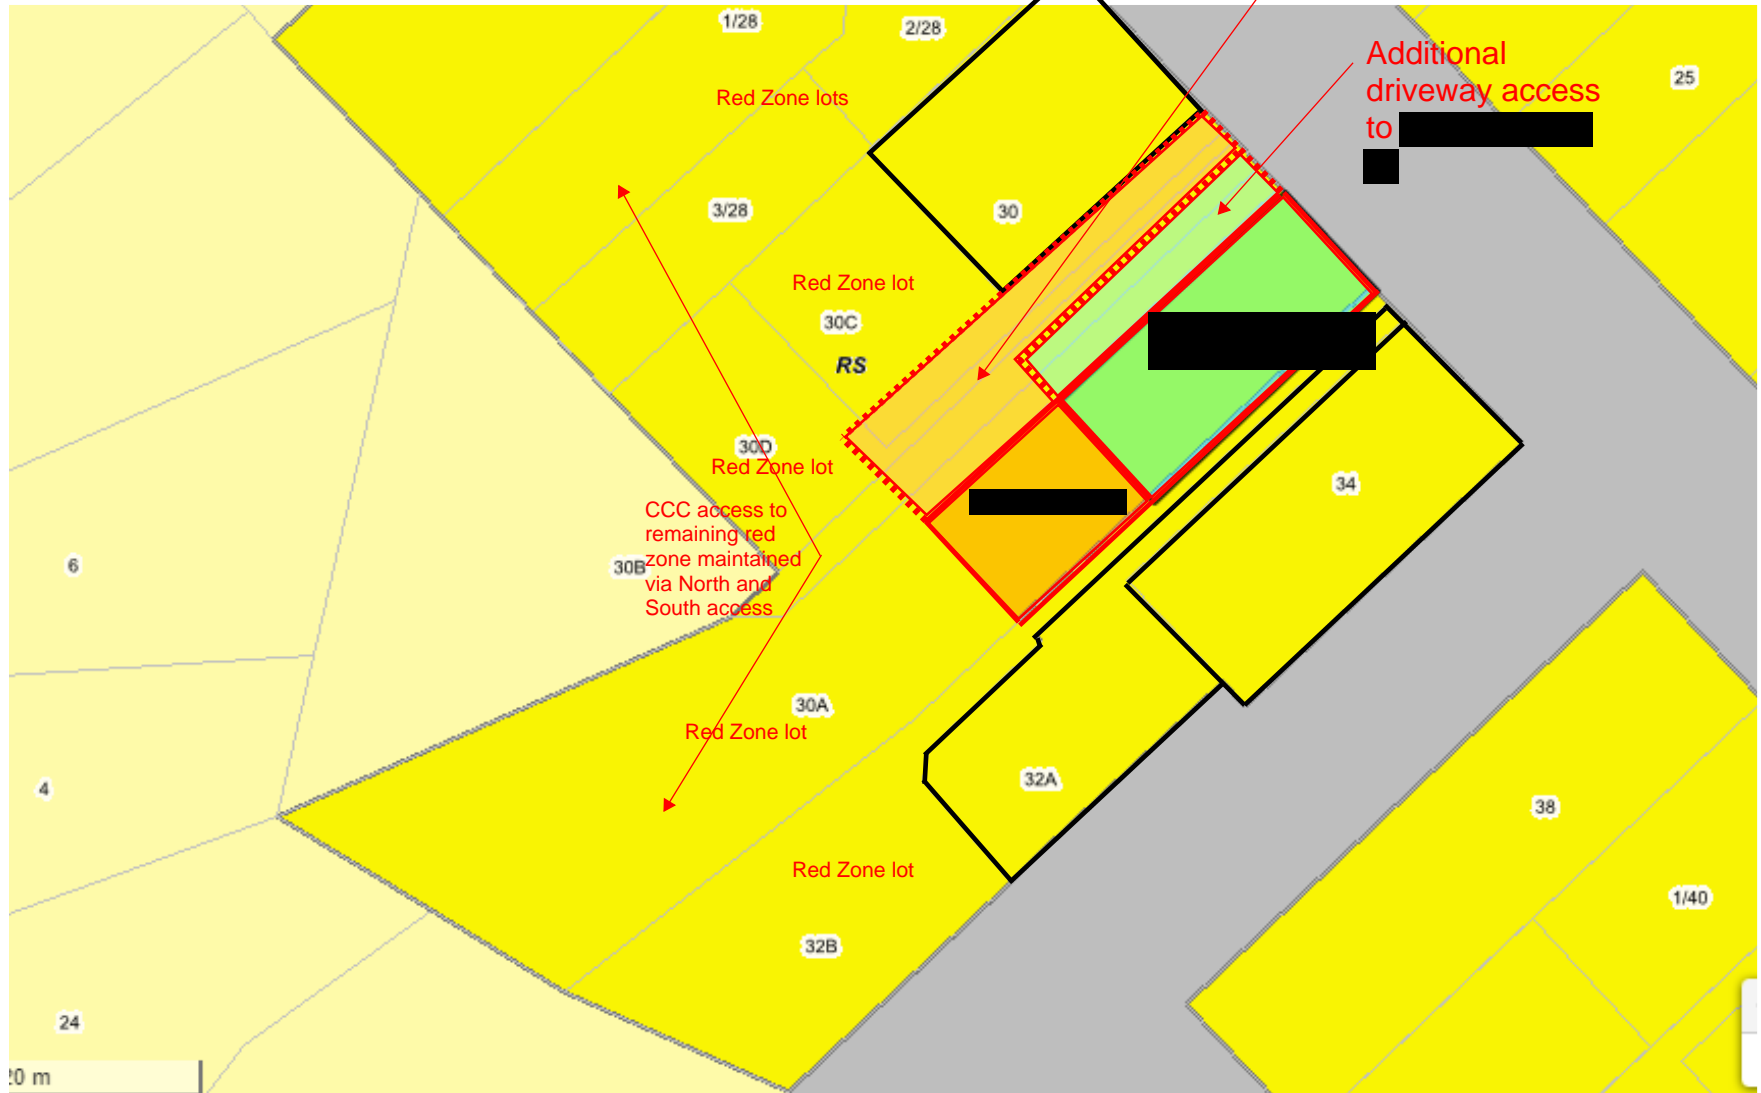 1/28
2/28
Additional
driveway access
to
25
Red Zone lots
3/28
30
Red Zone lot
30C
RS
30D
Red Zone lot
34
CCC access to
remaining red
zone maintained
via North and
South access
6
30B
30A
Red Zone lot
32A
4
38
Red Zone lot
1/40
32B
24
20 m